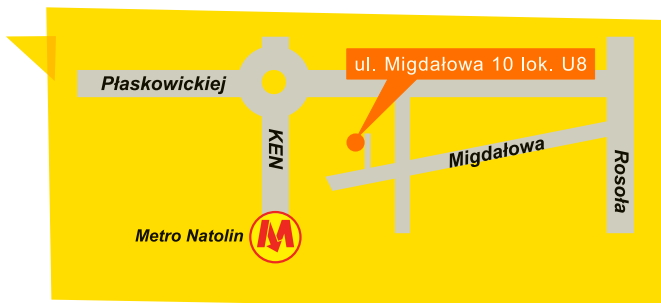 ul. Migdałowa 10 lok. U8
Płaskowickiej
KEN
Migdałowa
Rosoła
Metro Natolin
M